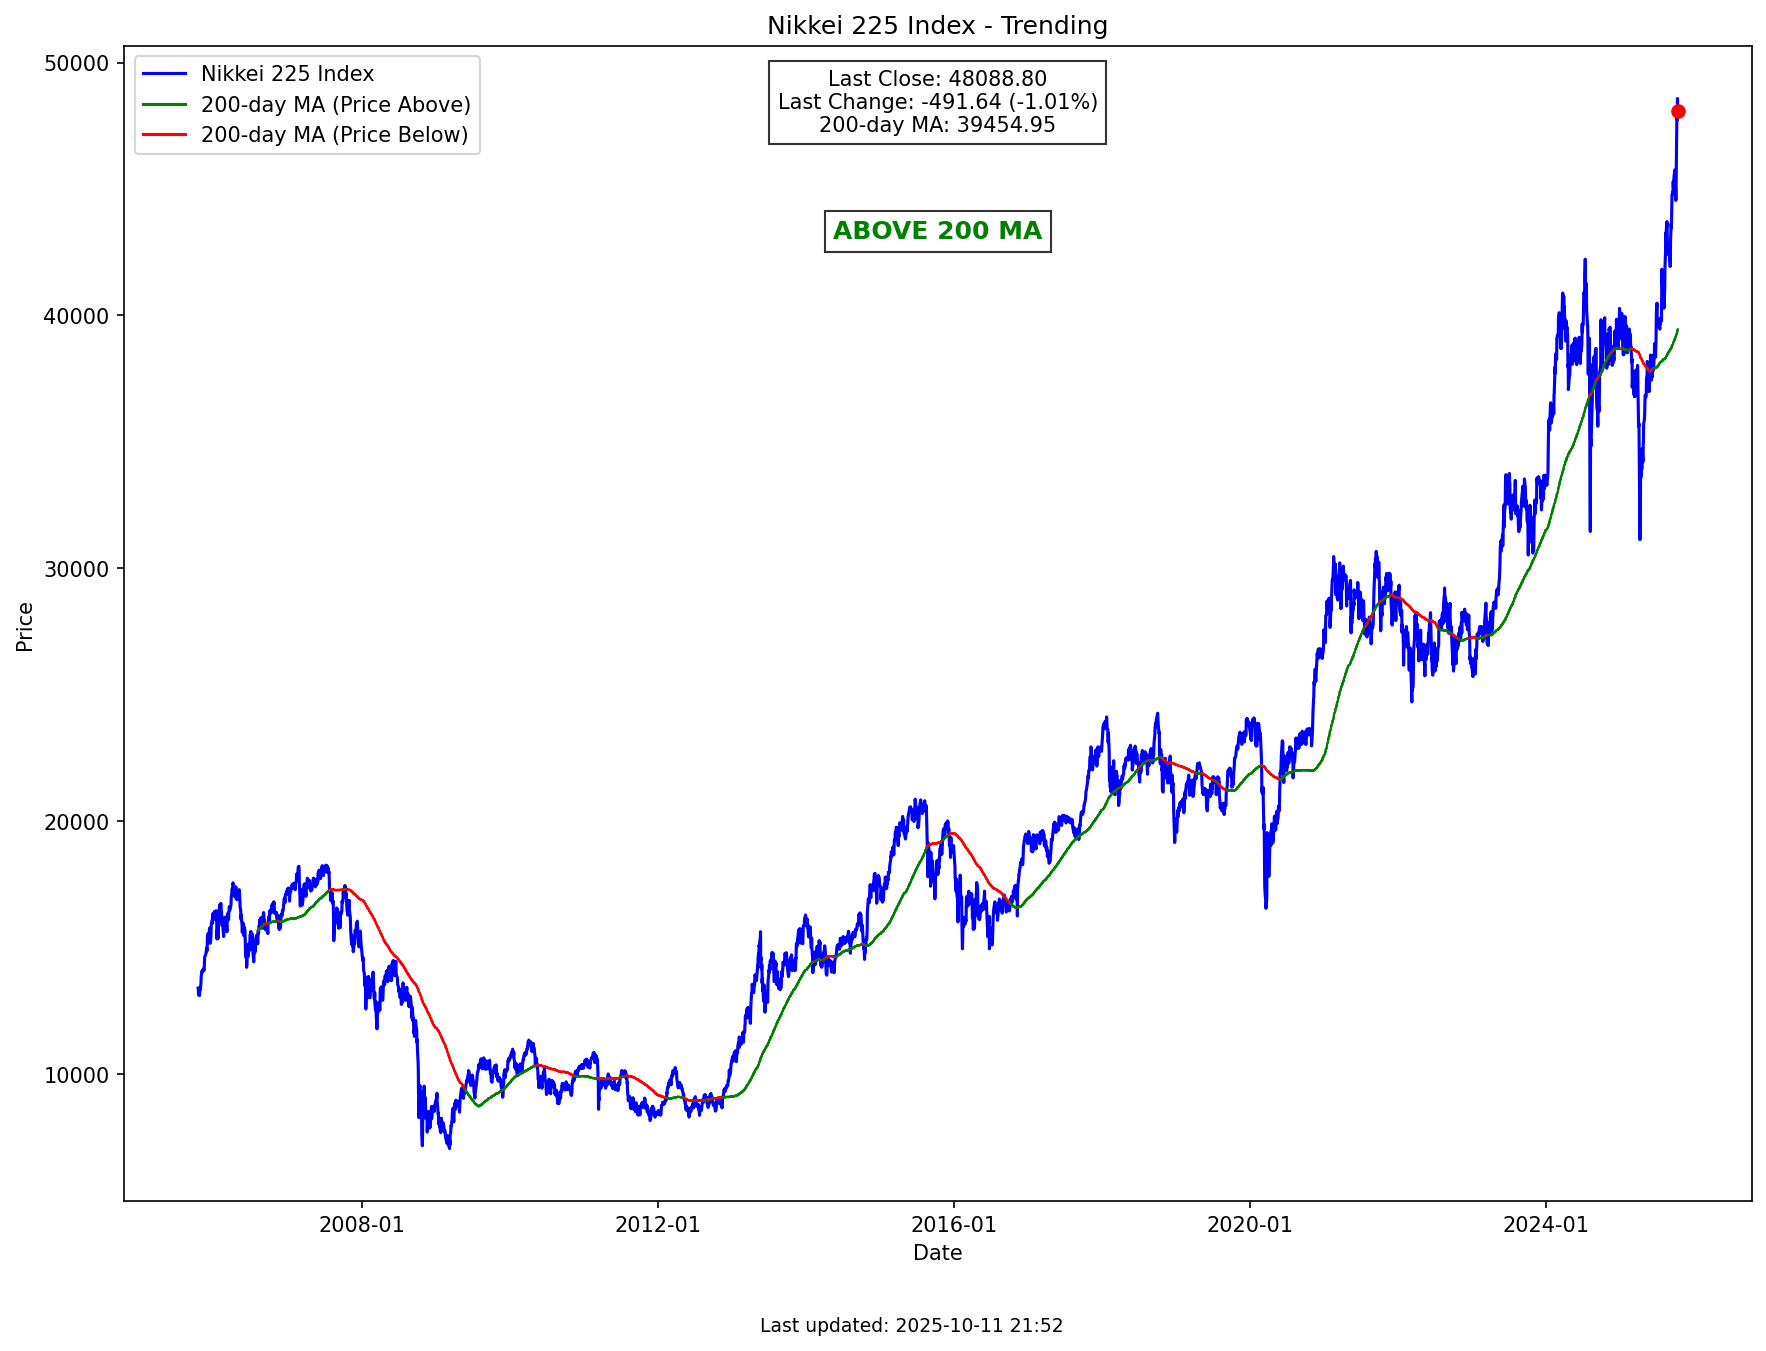 Nikkei 225 Index - Trending
Nikkei 225 Index
200-day MA (Price Above)
200-day MA (Price Below)
Last Close: 48088.80
Last Change: -491.64 (-1.01%)
200-day MA: 39454.95
ABOVE 200 MA
50000
40000
30000
20000
10000
Price
2008-01
2012-01
2016-01
2020-01
2024-01
Date
Last updated: 2025-10-11 21:52